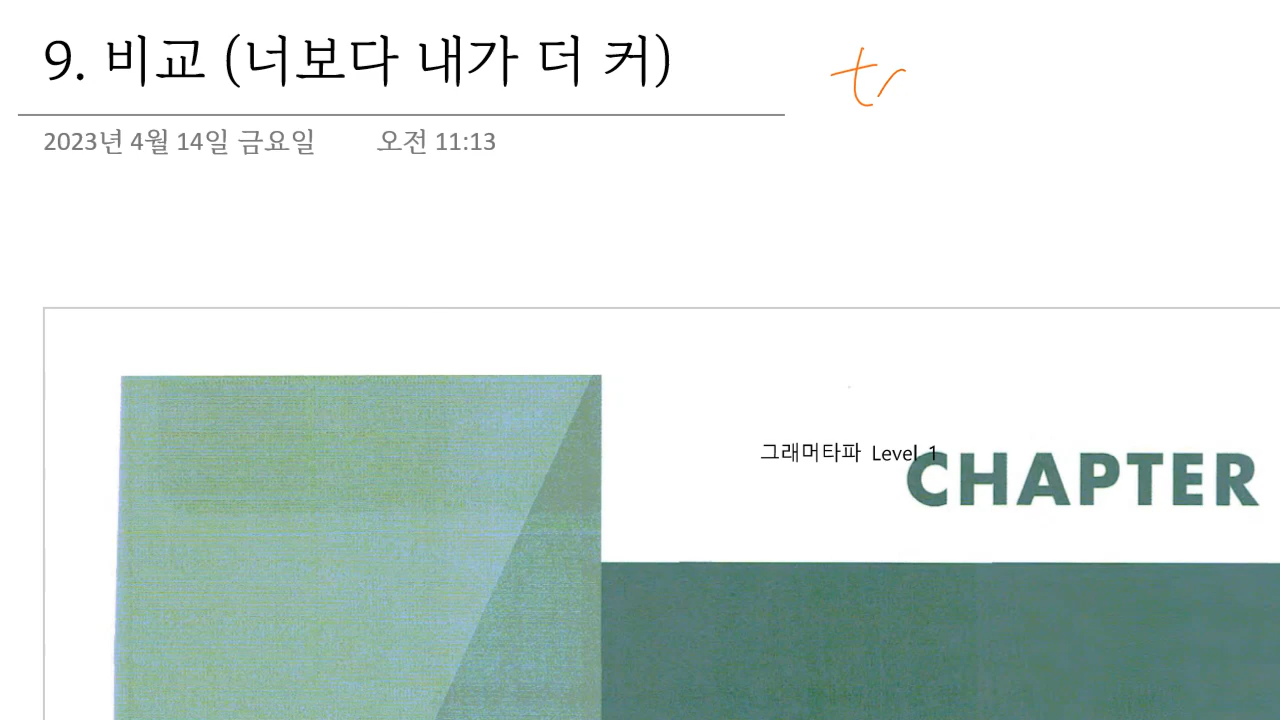 9. 비교 (너보다 내가 더 커)
tr
2023년 4월 14일 금요일 오전 11:13
그래머타파 Level 1
CHAPTER